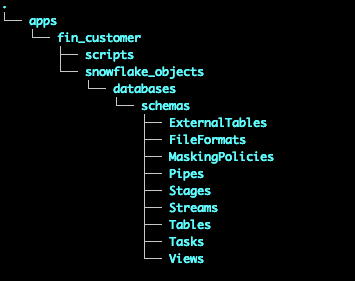 .
apps
fin_customer
scripts
snowflake_objects
databases
schemas
ExternalTables
FileFormats
MaskingPolicies
Pipes
Stages
Streams
Tables
Tasks
Views